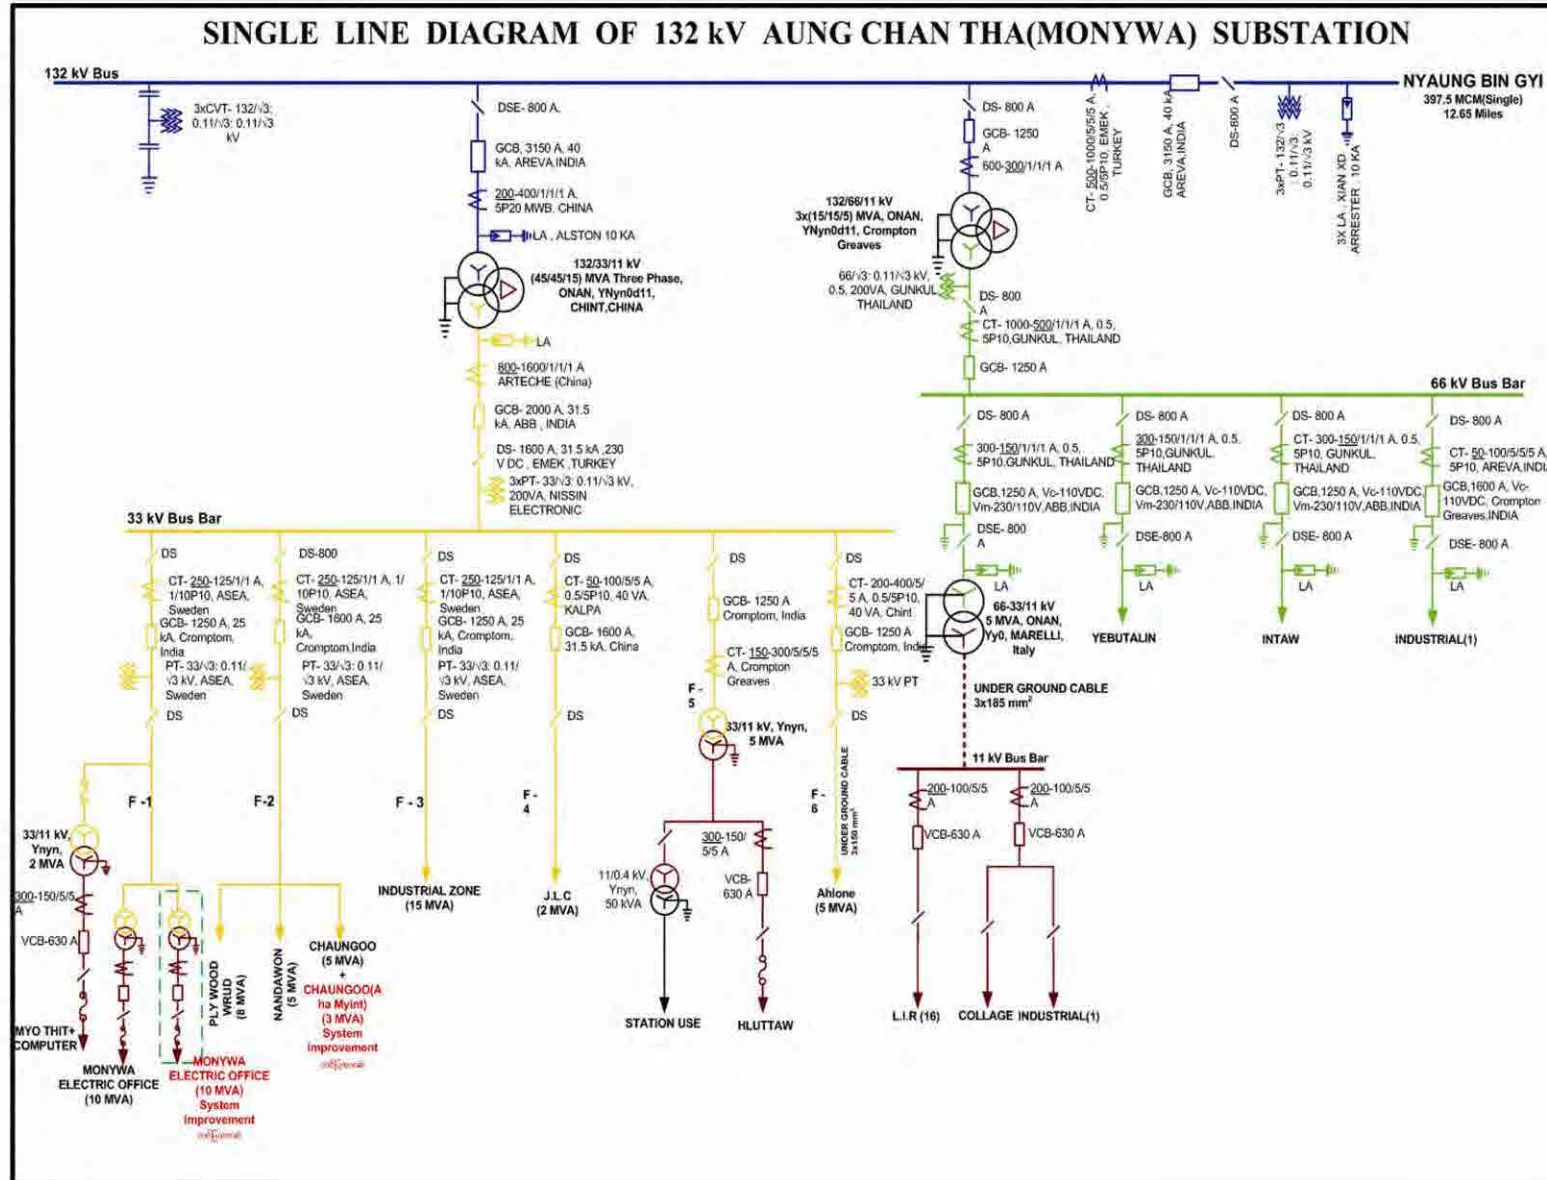 SINGLE LINE DIAGRAM OF 132 kV AUNG CHAN THA(MONYWA) SUBSTATION
132 kV Bus
NYAUNG BIN GYI
397.5 MCM(Single)
12.65 Miles
3xCVT- 132/√3:
0.11/√3: 0.11/√3
kV
DSE- 800 A,
GCB, 3150 A, 40
kA, AREVA,INDIA
200-400/1/1/1 A,
5P20 MWB, CHINA
LA , ALSTON 10 KA
132/33/11 kV
(45/45/15) MVA Three Phase,
ONAN, YNyn0d11,
CHINT,CHINA
LA
800-1600/1/1/1 A
ARTECHE (China)
GCB- 2000 A, 31.5
kA, ABB , INDIA
DS- 1600 A, 31.5 kA ,230
V DC , EMEK ,TURKEY
3xPT- 33/√3: 0.11/√3 kV,
200VA, NISSIN
ELECTRONIC
DS- 800 A
GCB- 1250
A
600-300/1/1/1 A
132/66/11 kV
3x(15/15/5) MVA, ONAN,
YNyn0d11, Crompton
Greaves
66/√3: 0.11/√3 kV,
0.5, 200VA, GUNKUL,
THAILAND
DS- 800
A
CT- 1000-500/1/1/1 A, 0.5,
5P10,GUNKUL, THAILAND
GCB- 1250 A
CT- 500-1000/5/5/5 A,
0.5/5P10, EMEK ,
TURKEY
GCB, 3150 A, 40 kA
AREVA,INDIA
DS-800 A
3xPT- 132/√3
: 0.11/√3:
0.11/√3 kV
3X LA , XIAN XD
ARRESTER , 10 KA
66 kV Bus Bar
DS- 800 A
300-150/1/1/1 A, 0.5,
5P10,GUNKUL, THAILAND
GCB,1250 A, Vc-110VDC,
Vm-230/110V,ABB,INDIA
DSE- 800
A
LA
66-33/11 kV
5 MVA, ONAN,
Yy0, MARELLI,
Italy
UNDER GROUND CABLE
3x185 mm²
DS- 800 A
300-150/1/1/1 A, 0.5,
5P10,GUNKUL,
THAILAND
GCB,1250 A, Vc-110VDC,
Vm-230/110V,ABB,INDIA
DSE-800 A
LA
YEBUTALIN
DS- 800 A
CT- 300-150/1/1/1 A, 0.5,
5P10, GUNKUL,
THAILAND
GCB,1250 A, Vc-110VDC,
Vm-230/110V,ABB,INDIA
DSE- 800 A
LA
INTAW
DS- 800 A
CT- 50-100/5/5/5 A,
5P10, AREVA,INDIA
GCB,1600 A, Vc-
110VDC, Crompton
Greaves,INDIA
DSE- 800 A
LA
INDUSTRIAL(1)
33 kV Bus Bar
DS
CT- 250-125/1/1 A,
1/10P10, ASEA,
Sweden
GCB- 1250 A, 25
kA, Cromptom,
India
PT- 33/√3: 0.11/
√3 kV, ASEA,
Sweden
DS
F -1
DS-800
CT- 250-125/1/1 A, 1/
10P10, ASEA,
Sweden
GCB- 1600 A, 25
kA,
Cromptom,India
PT- 33/√3: 0.11/
√3 kV, ASEA,
Sweden
DS
F-2
DS
CT- 250-125/1/1 A,
1/10P10, ASEA,
Sweden
GCB- 1250 A, 25
kA, Cromptom,
India
PT- 33/√3: 0.11/
√3 kV, ASEA,
Sweden
DS
F - 3
INDUSTRIAL ZONE
(15 MVA)
DS
CT- 50-100/5/5 A,
0.5/5P10, 40 VA,
KALPA
GCB- 1600 A,
31.5 kA, China
DS
F -
4
J.L.C
(2 MVA)
DS
GCB- 1250 A
Cromptom, India
CT- 150-300/5/5/5
A, Crompton
Greaves
F -
5
33/11 kV, Ynyn,
5 MVA
11/0.4 kV,
Ynyn,
50 kVA
STATION USE
300-150/
5/5 A
VCB-
630 A
HLUTTAW
DS
CT- 200-400/5/
5 A, 0.5/5P10,
40 VA, Chint
GCB- 1250 A
Cromptom, India
33 kV PT
DS
F -
6
UNDER GROUND CABLE
3x150 mm²
Ahlone
(5 MVA)
11 kV Bus Bar
200-100/5/5
A
VCB-630 A
L.I.R (16)
200-100/5/5
A
VCB-630 A
COLLAGE
INDUSTRIAL(1)
33/11 kV,
Ynyn,
2 MVA
300-150/5/5
A
VCB-630 A
MYO THIT+
COMPUTER
MONYWA
ELECTRIC OFFICE
(10 MVA)
MONYWA
ELECTRIC OFFICE
(10 MVA)
System
Improvement
PLY WOOD
WRUD
(8 MVA)
NANDAWON
(5 MVA)
CHAUNGOO
(5 MVA)
+
CHAUNGOO(A
ha Myint)
(3 MVA)
System
Improvement